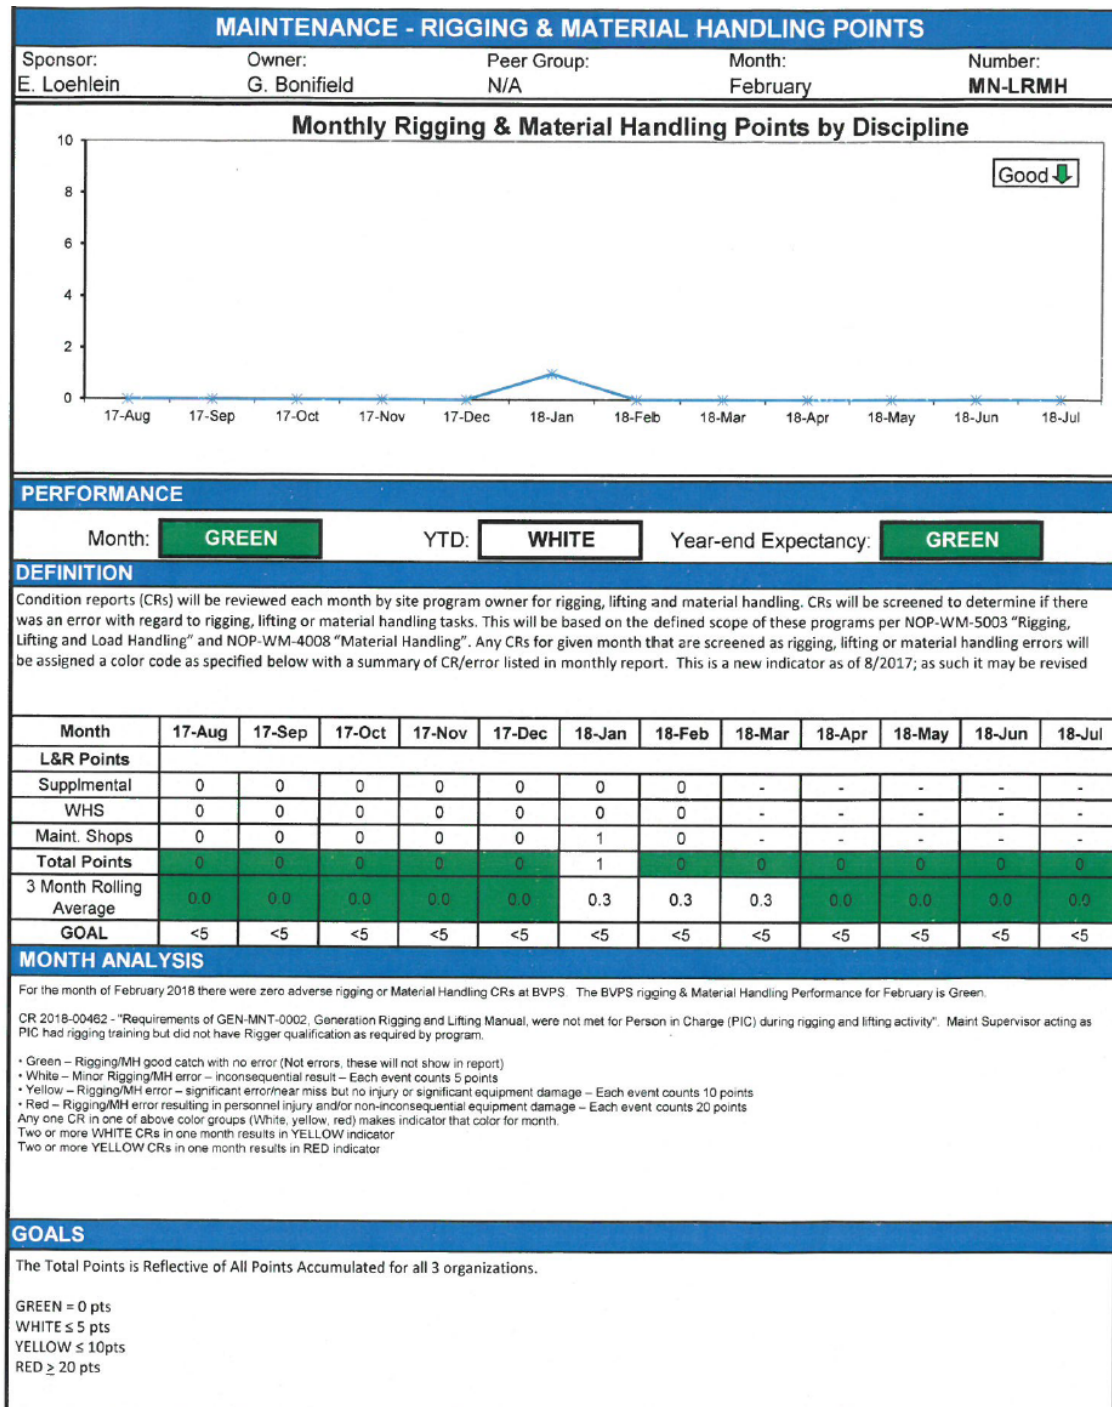 MAINTENANCE - RIGGING & MATERIAL HANDLING POINTS
Sponsor: Owner: Peer Group: Month: Number:
E. Loehlein G. Bonifield N/A February MN-LRMH
Monthly Rigging & Material Handling Points by Discipline
Good
10
8
6
4
2
0
17-Aug 17-Sep 17-Oct 17-Nov 17-Dec 18-Jan 18-Feb 18-Mar 18-Apr 18-May 18-Jun 18-Jul
PERFORMANCE
Month: GREEN YTD: WHITE Year-end Expectancy: GREEN
DEFINITION
Condition reports (CRs) will be reviewed each month by site program owner for rigging, lifting and material handling. CRs will be screened to determine if there
was an error with regard to rigging, lifting or material handling tasks. This will be based on the defined scope of these programs per NOP-WM-5003 "Rigging,
Lifting and Load Handling" and NOP-WM-4008 "Material Handling". Any CRs for given month that are screened as rigging, lifting or material handling errors will
be assigned a color code as specified below with a summary of CR/error listed in monthly report. This is a new indicator as of 8/2017; as such it may be revised
Month 17-Aug 17-Sep 17-Oct 17-Nov 17-Dec 18-Jan 18-Feb 18-Mar 18-Apr 18-May 18-Jun 18-Jul
L&R Points
Supplmental 0 0 0 0 0 0 0 - - - - -
WHS 0 0 0 0 0 0 0 - - - - -
Maint. Shops 0 0 0 0 0 1 0 - - - - -
Total Points 0 0 0 0 0 1 0 0 0 0 0 0
3 Month Rolling
Average 0.0 0.0 0.0 0.0 0.0 0.3 0.3 0.3 0.0 0.0 0.0 0.0
GOAL <5 <5 <5 <5 <5 <5 <5 <5 <5 <5 <5 <5
MONTH ANALYSIS
For the month of February 2018 there were zero adverse rigging or Material Handling CRs at BVPS. The BVPS rigging & Material Handling Performance for February is Green.
CR 2018-00462 - "Requirements of GEN-MNT-0002, Generation Rigging and Lifting Manual, were not met for Person in Charge (PIC) during rigging and lifting activity". Maint Supervisor acting as
PIC had rigging training but did not have Rigger qualification as required by program.
• Green – Rigging/MH good catch with no error (Not errors, these will not show in report)
• White – Minor Rigging/MH error – inconsequential result – Each event counts 5 points
• Yellow – Rigging/MH error – significant error/near miss but no injury or significant equipment damage – Each event counts 10 points
• Red – Rigging/MH error resulting in personnel injury and/or non-inconsequential equipment damage – Each event counts 20 points
Any one CR in one of above color groups (White, yellow, red) makes indicator that color for month.
Two or more WHITE CRs in one month results in YELLOW indicator
Two or more YELLOW CRs in one month results in RED indicator
GOALS
The Total Points is Reflective of All Points Accumulated for all 3 organizations.
GREEN = 0 pts
WHITE ≤ 5 pts
YELLOW ≤ 10pts
RED ≥ 20 pts